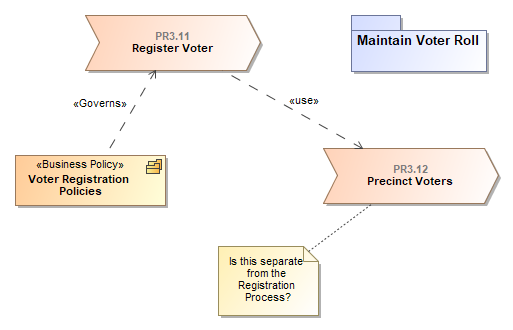 PR3.11
Register Voter
Maintain Voter Roll
«Governs»
«use»
«Business Policy»
Voter Registration
Policies
PR3.12
Precinct Voters
Is this separate
from the
Registration
Process?